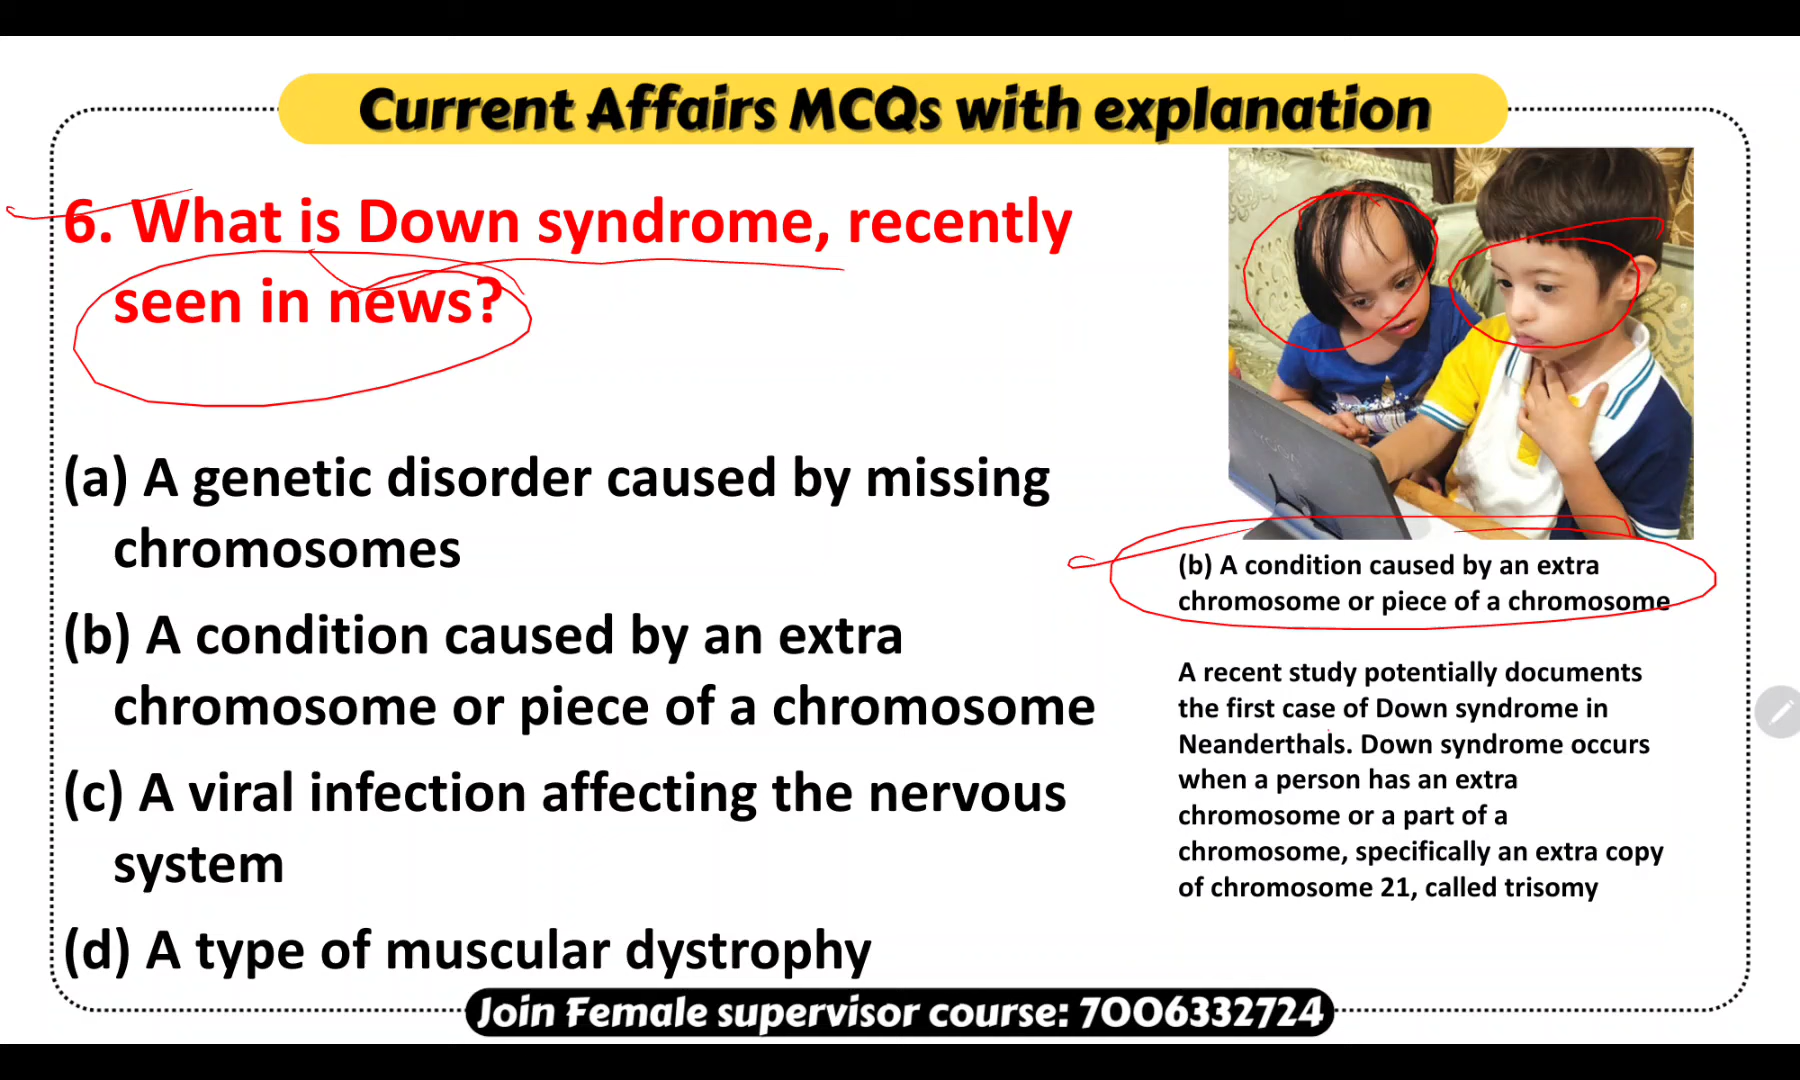 Current Affairs MCQs with explanation
6. What is Down syndrome, recently
seen in news?
(a) A genetic disorder caused by missing
chromosomes
(b) A condition caused by an extra
chromosome or piece of a chromosome
(c) A viral infection affecting the nervous
system
(d) A type of muscular dystrophy
(b) A condition caused by an extra
chromosome or piece of a chromosome
A recent study potentially documents
the first case of Down syndrome in
Neanderthals. Down syndrome occurs
when a person has an extra
chromosome or a part of a
chromosome, specifically an extra copy
of chromosome 21, called trisomy
Join Female supervisor course: 7006332724